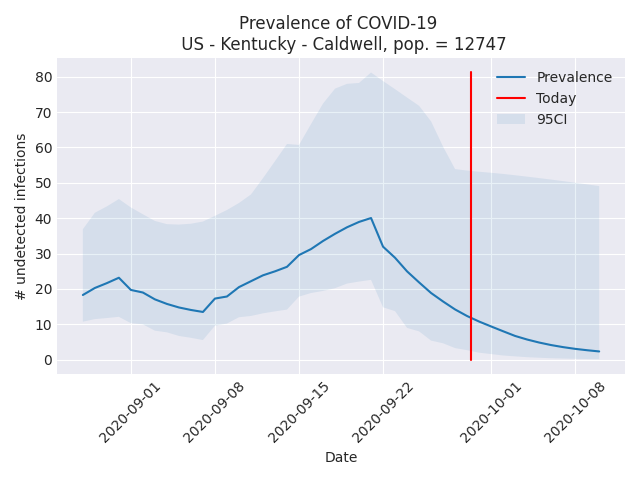 Prevalence of COVID-19
US - Kentucky - Caldwell, pop. = 12747
Prevalence
Today
95CI
# undetected infections
80
70
60
50
40
30
20
10
0
2020-09-01
2020-09-08
2020-09-15
2020-09-22
2020-10-01
2020-10-08
Date